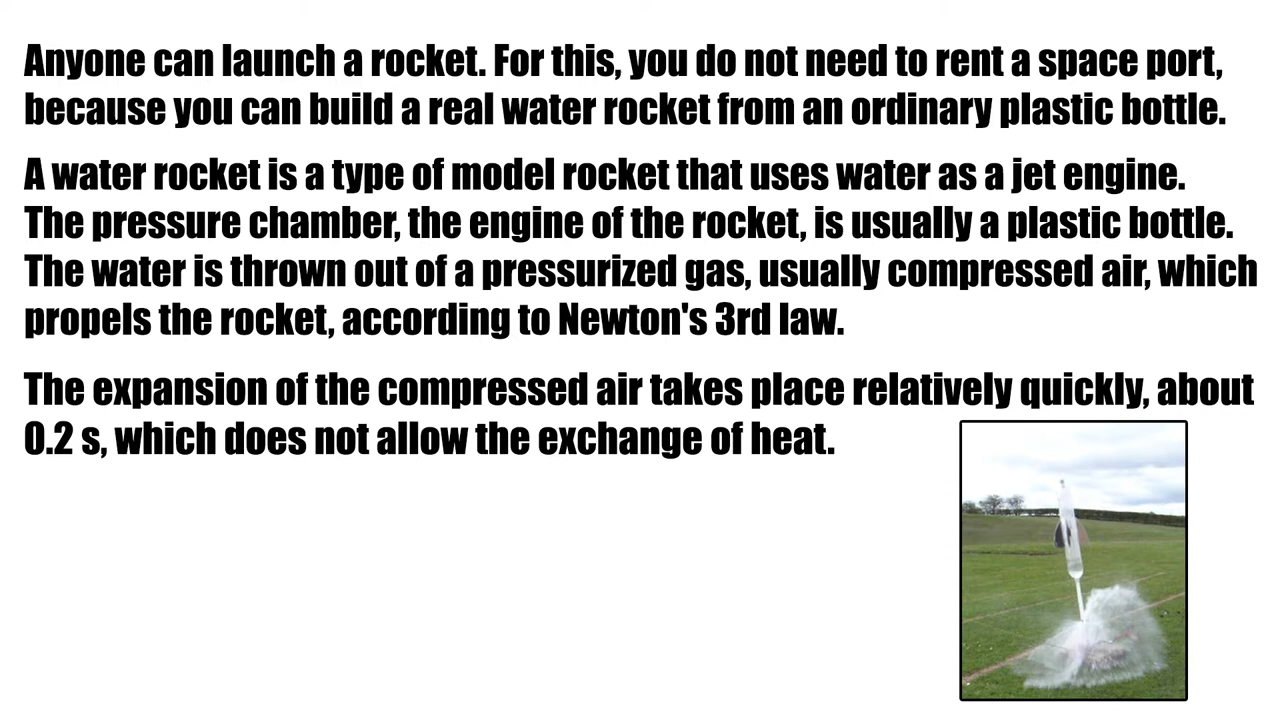 Anyone can launch a rocket. For this, you do not need to rent a space port,
because you can build a real water rocket from an ordinary plastic bottle.
A water rocket is a type of model rocket that uses water as a jet engine.
The pressure chamber, the engine of the rocket, is usually a plastic bottle.
The water is thrown out of a pressurized gas, usually compressed air, which
propels the rocket, according to Newton's 3rd law.
The expansion of the compressed air takes place relatively quickly, about
0.2 s, which does not allow the exchange of heat.